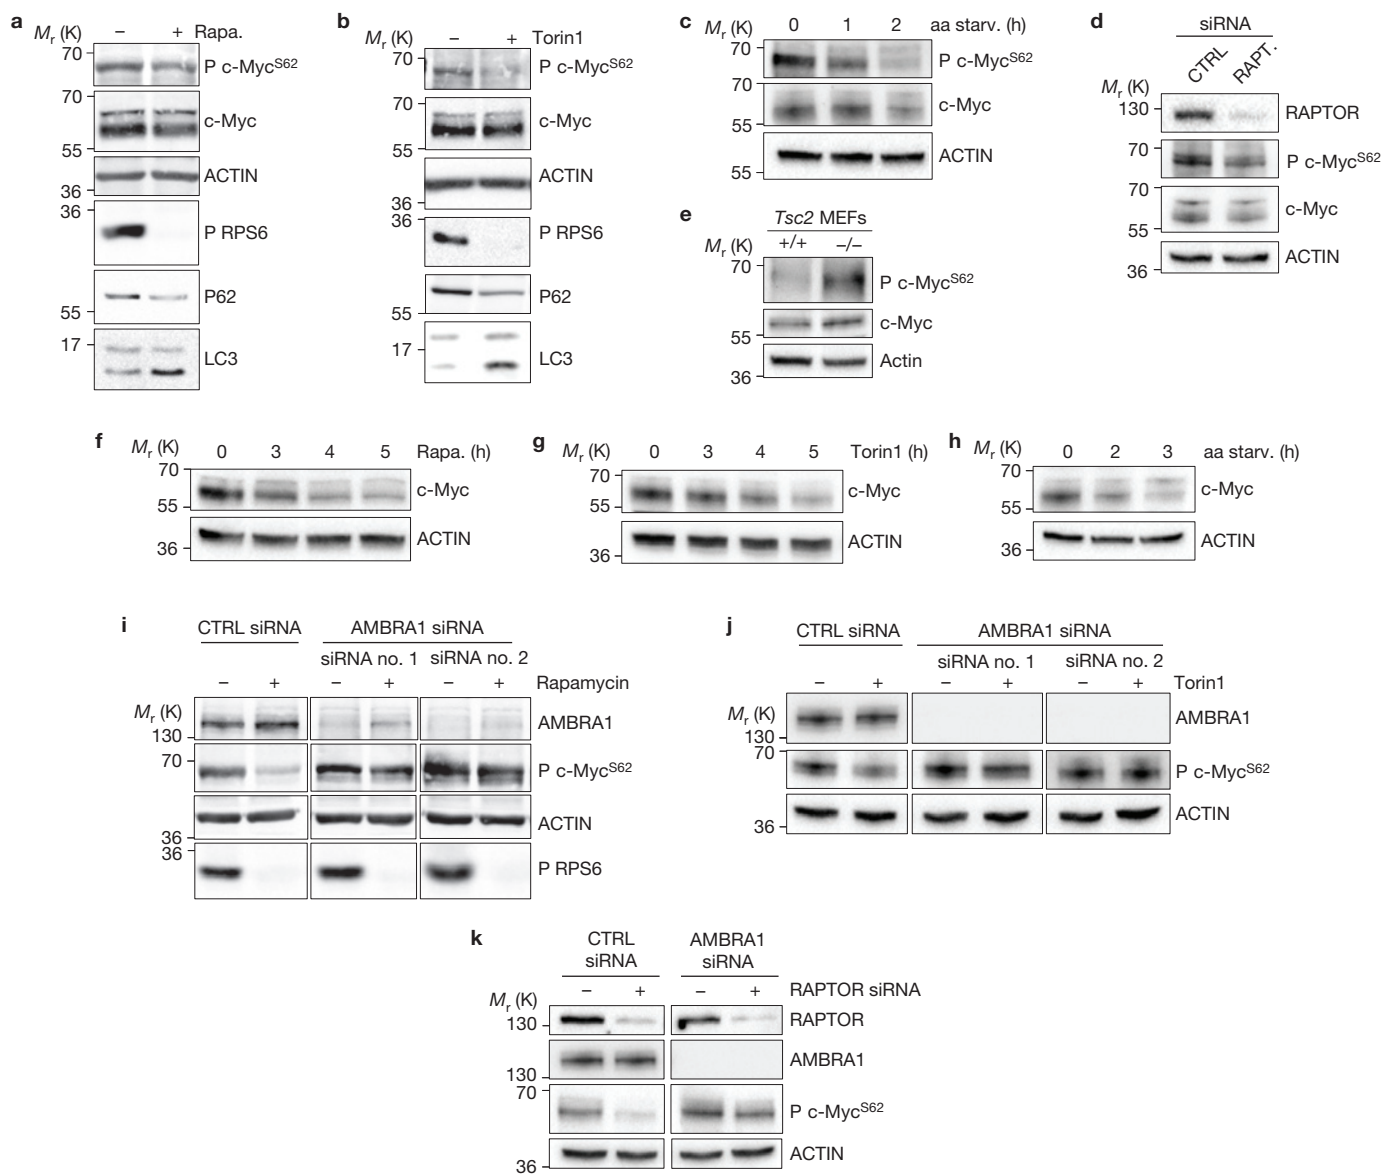 a
Mr (K) – + Rapa.
70
P c-MycS62
70
c-Myc
55
ACTIN
36
36
P RPS6
P62
55
17
LC3
b
Mr (K) – + Torin1
70
P c-MycS62
70
c-Myc
55
ACTIN
36
36
P RPS6
P62
55
17
LC3
c
Mr (K) 0 1 2 aa starv. (h)
70
P c-MycS62
70
c-Myc
55
ACTIN
55
d
siRNA
CTRL RAPT.
Mr (K)
130
RAPTOR
70
P c-MycS62
70
c-Myc
55
ACTIN
36
e
Tsc2 MEFs
Mr (K) +/+ –/–
70
P c-MycS62
c-Myc
55
Actin
36
f
Mr (K) 0 3 4 5 Rapa. (h)
70
c-Myc
55
ACTIN
36
g
Mr (K) 0 3 4 5 Torin1 (h)
70
c-Myc
55
ACTIN
36
h
Mr (K) 0 2 3 aa starv. (h)
70
c-Myc
55
ACTIN
36
i
CTRL siRNA AMBRA1 siRNA
siRNA no. 1 siRNA no. 2
– + – + – + Rapamycin
Mr (K)
AMBRA1
130
70
P c-MycS62
ACTIN
36
36
P RPS6
j
CTRL siRNA AMBRA1 siRNA
siRNA no. 1 siRNA no. 2
– + – + – + Torin1
Mr (K)
AMBRA1
130
70
P c-MycS62
ACTIN
36
k
CTRL siRNA AMBRA1 siRNA
– + – + RAPTOR siRNA
Mr (K)
130
RAPTOR
AMBRA1
130
70
P c-MycS62
ACTIN
36